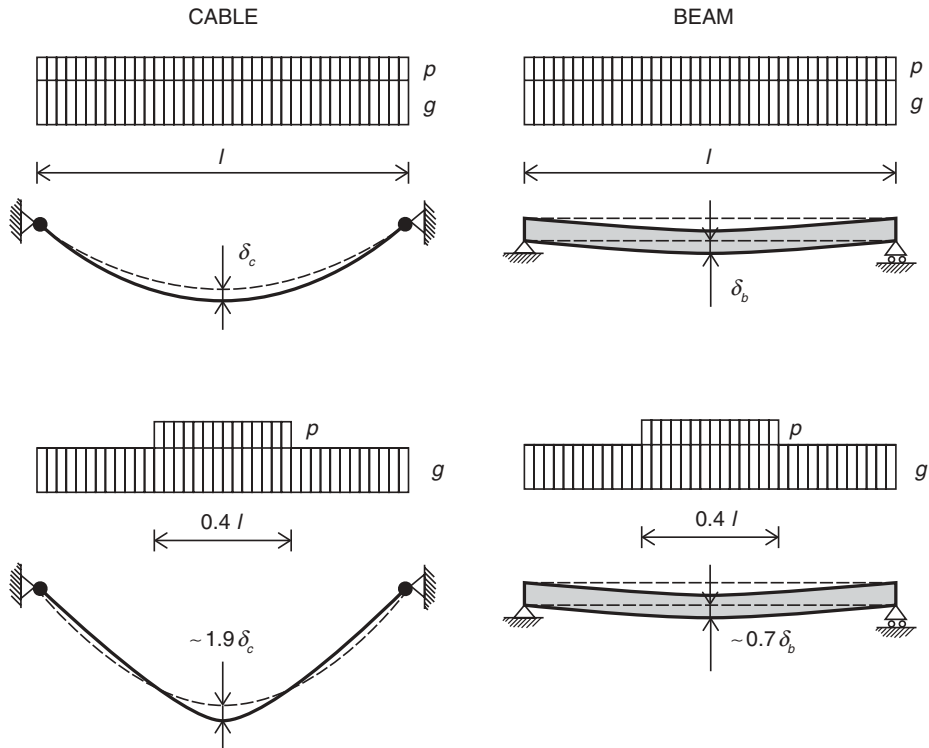 CABLE BEAM
p p
g g
l l
δc δb
p p
g g
0.4 l 0.4 l
~1.9 δc ~0.7 δb